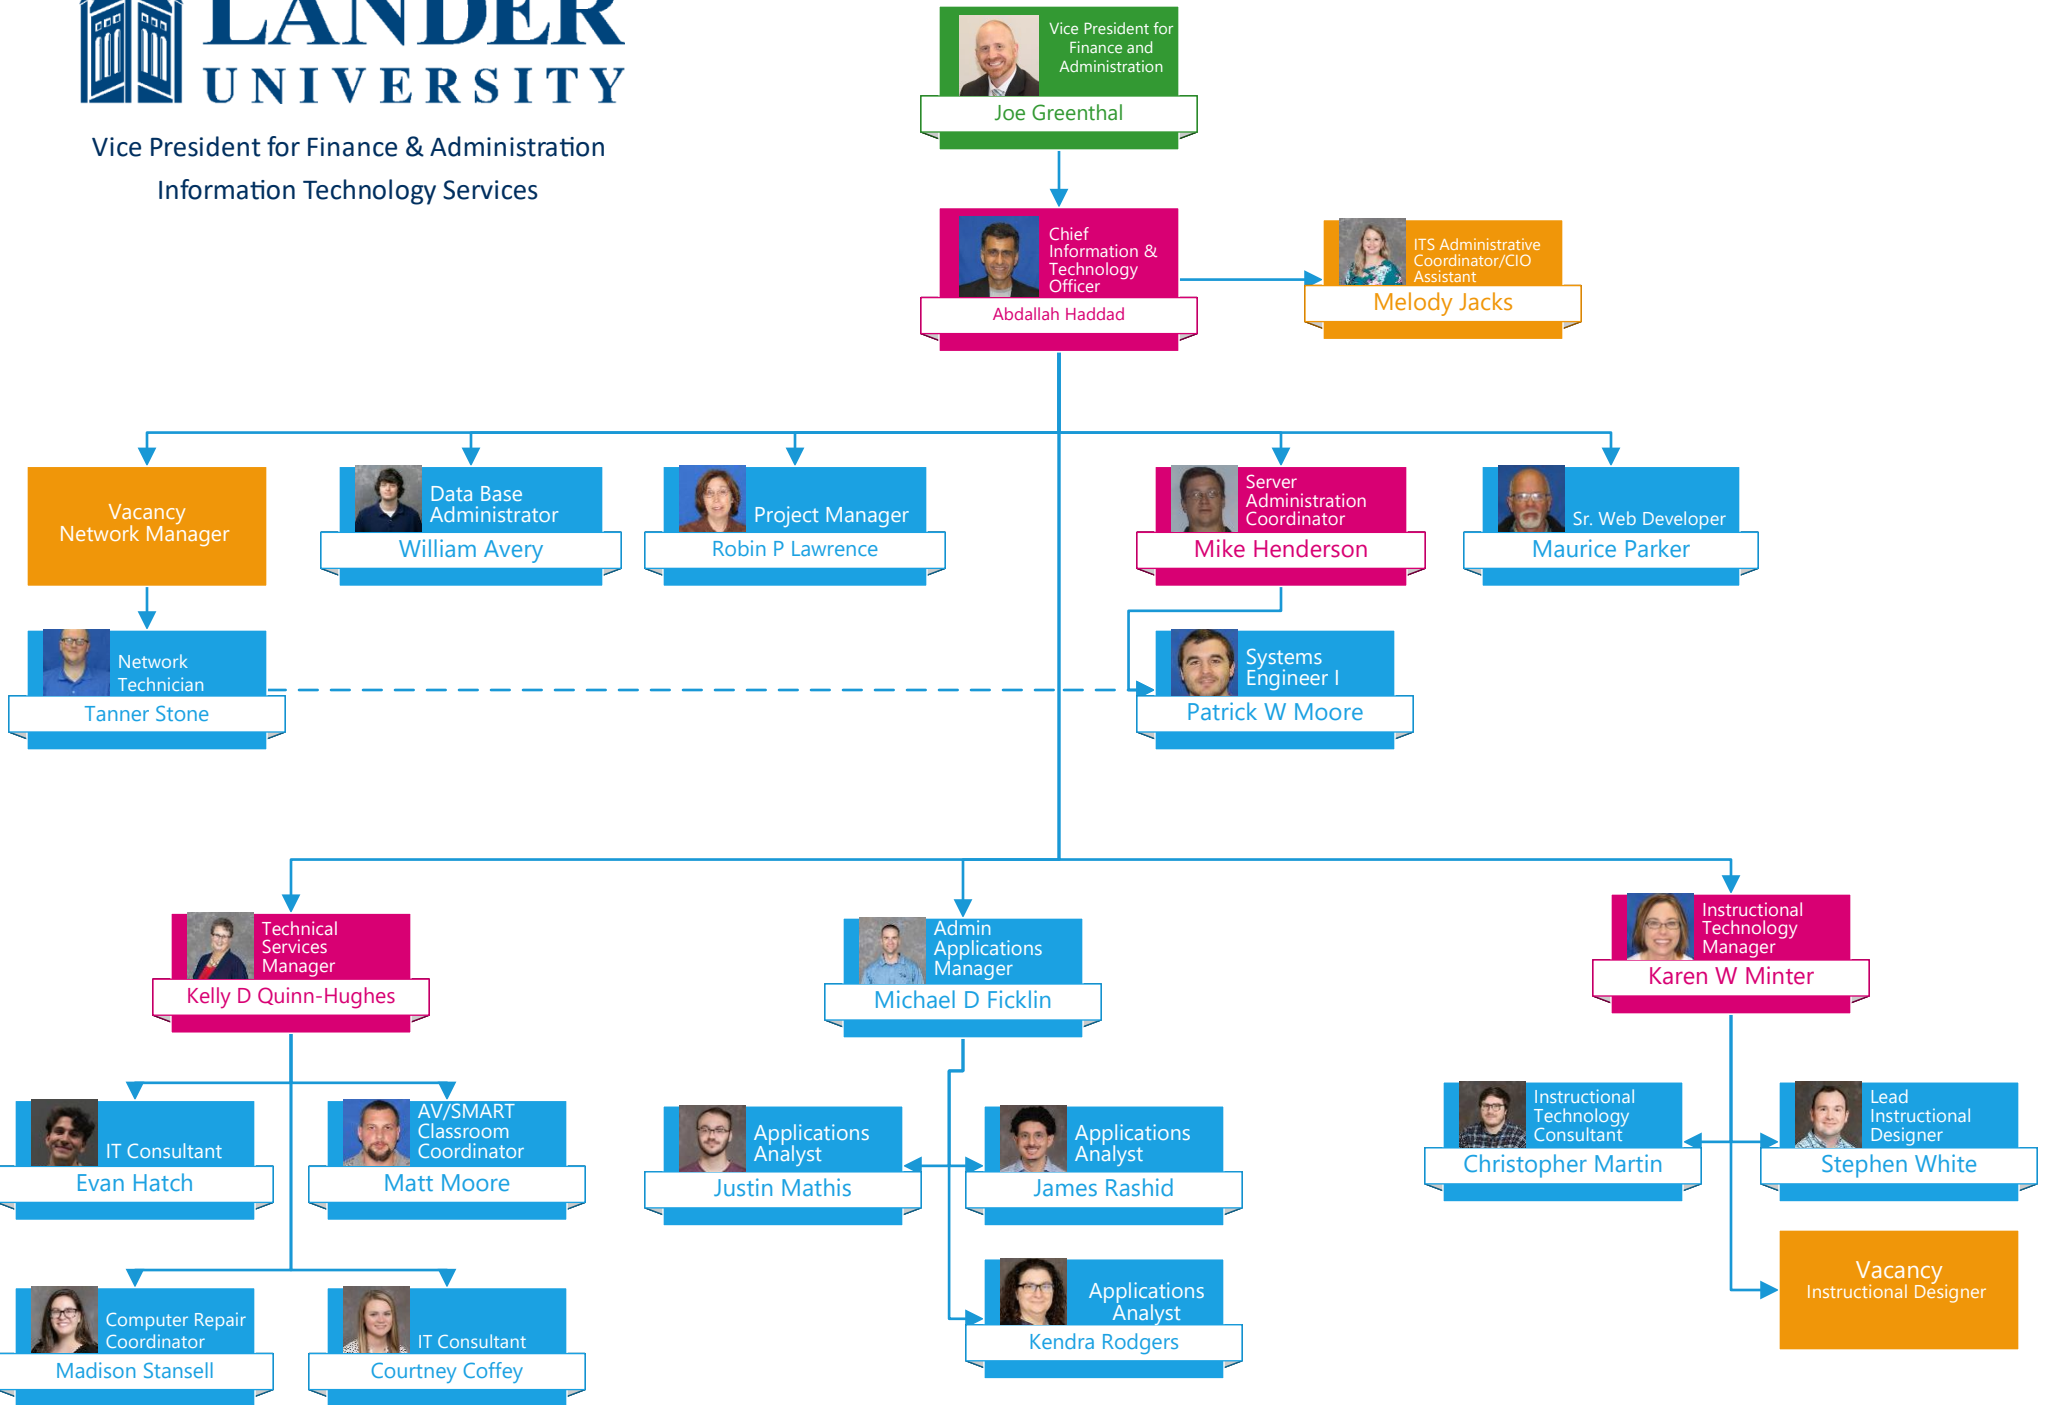 LANDER
UNIVERSITY
Vice President for Finance & Administration
Information Technology Services
Vice President for
Finance and
Administration
Joe Greenthal
Chief
Information &
Technology
Officer
Abdallah Haddad
ITS Administrative
Coordinator/CIO
Assistant
Melody Jacks
Vacancy
Network Manager
Data Base
Administrator
William Avery
Project Manager
Robin P Lawrence
Server
Administration
Coordinator
Mike Henderson
Sr. Web Developer
Maurice Parker
Network
Technician
Tanner Stone
Systems
Engineer I
Patrick W Moore
Technical
Services
Manager
Kelly D Quinn-Hughes
Admin
Applications
Manager
Michael D Ficklin
Instructional
Technology
Manager
Karen W Minter
IT Consultant
Evan Hatch
AV/SMART
Classroom
Coordinator
Matt Moore
Applications
Analyst
Justin Mathis
Applications
Analyst
James Rashid
Instructional
Technology
Consultant
Christopher Martin
Lead
Instructional
Designer
Stephen White
Computer Repair
Coordinator
Madison Stansell
IT Consultant
Courtney Coffey
Applications
Analyst
Kendra Rodgers
Vacancy
Instructional Designer